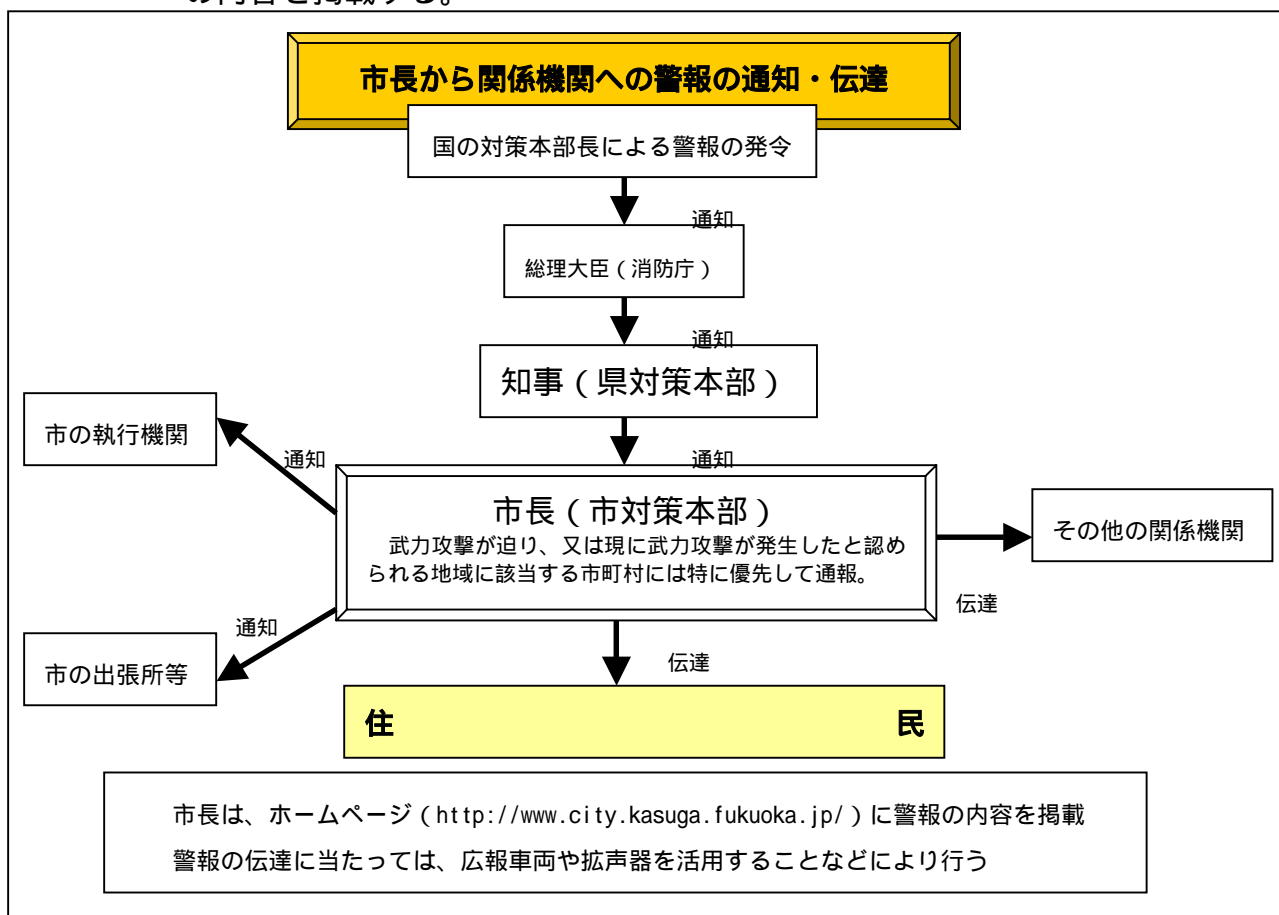 の内容を掲載する。
市長から関係機関への警報の通知・伝達
国の対策本部長による警報の発令
通知
総理大臣（消防庁）
通知
知事（県対策本部）
市の執行機関
通知
通知
市長（市対策本部）
武力攻撃が迫り、又は現に武力攻撃が発生したと認め
られる地域に該当する市町村には特に優先して通報。
その他の関係機関
伝達
通知
市の出張所等
伝達
住 民
市長は、ホームページ（http://www.city.kasuga.fukuoka.jp/）に警報の内容を掲載
警報の伝達に当たっては、広報車両や拡声器を活用することなどにより行う